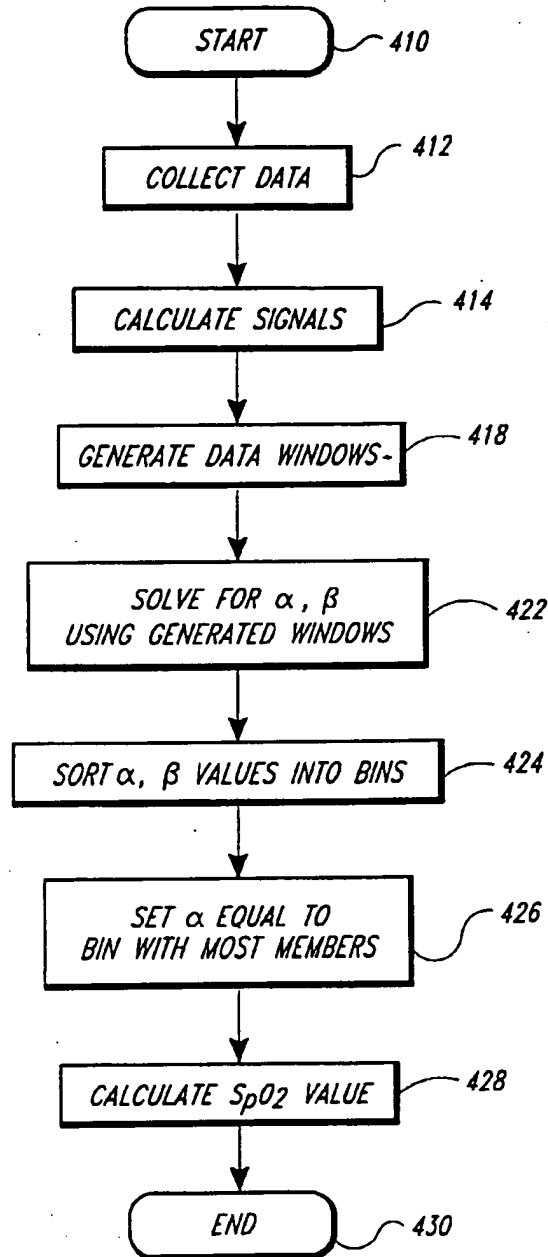 START
410
COLLECT DATA
412
CALCULATE SIGNALS
414
GENERATE DATA WINDOWS-
418
SOLVE FOR α, β
USING GENERATED WINDOWS
422
SORT α, β VALUES INTO BINS
424
SET α EQUAL TO
BIN WITH MOST MEMBERS
426
CALCULATE SpO2 VALUE
428
END
430